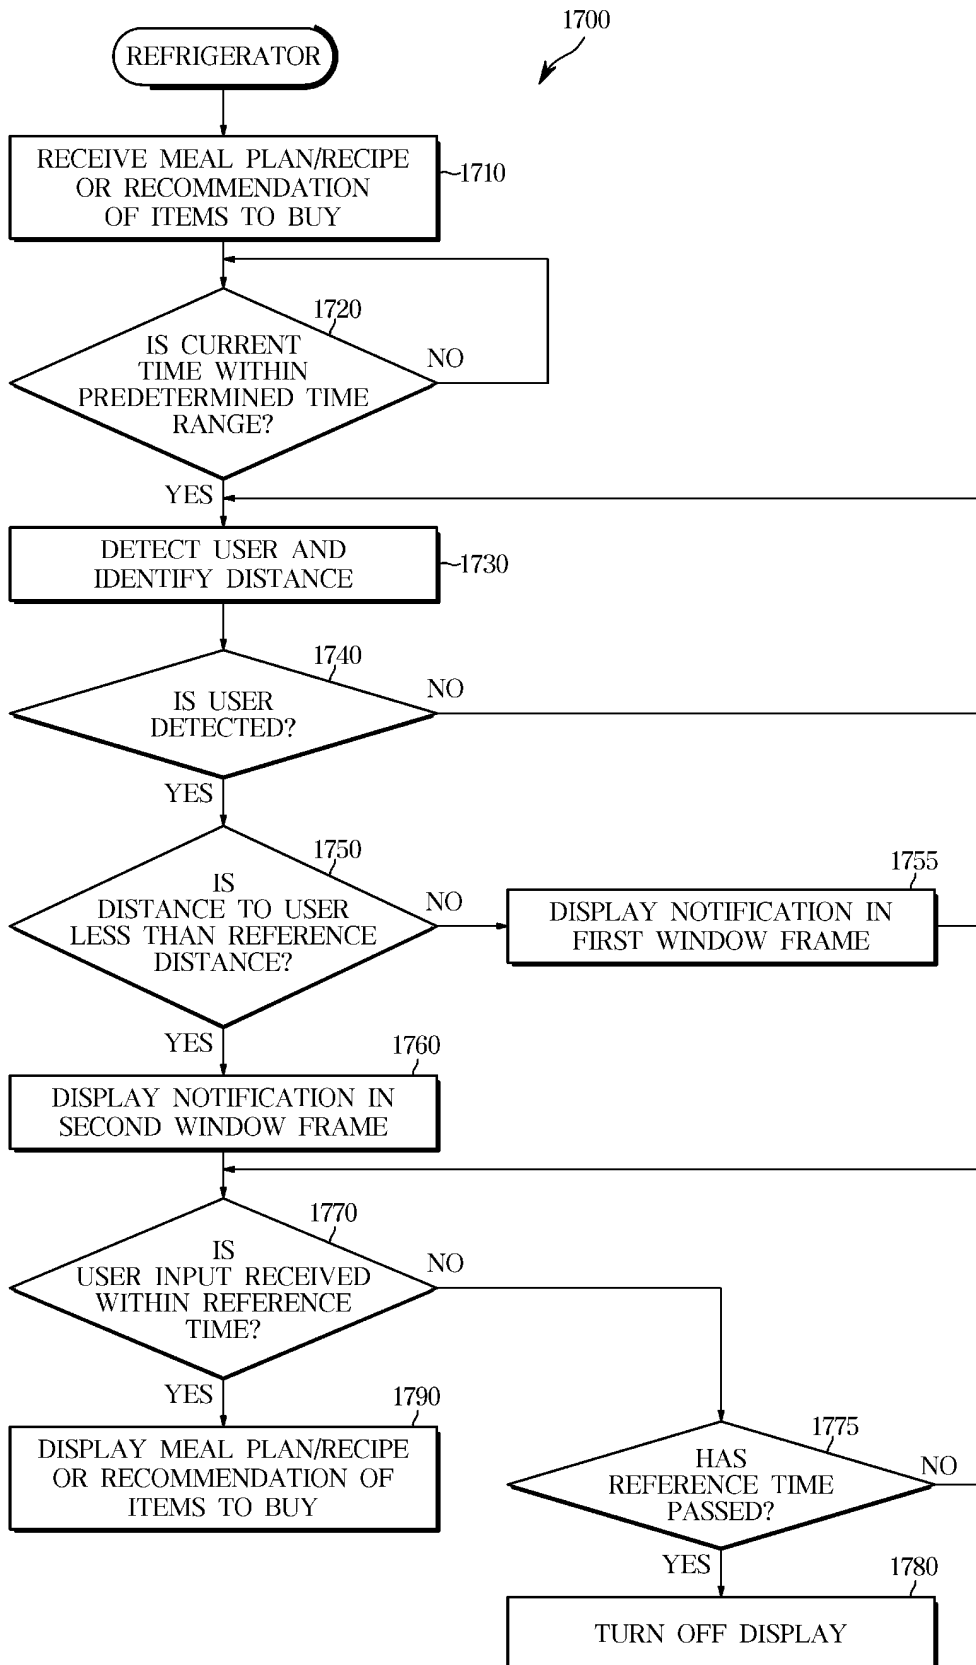 1700
REFRIGERATOR
RECEIVE MEAL PLAN/RECIPE
OR RECOMMENDATION
OF ITEMS TO BUY
1710
1720
IS CURRENT
TIME WITHIN
PREDETERMINED TIME
RANGE?
NO
YES
DETECT USER AND
IDENTIFY DISTANCE
1730
1740
IS USER
DETECTED?
NO
YES
1750
IS
DISTANCE TO USER
LESS THAN REFERENCE
DISTANCE?
NO
1755
DISPLAY NOTIFICATION IN
FIRST WINDOW FRAME
YES
1760
DISPLAY NOTIFICATION IN
SECOND WINDOW FRAME
1770
IS
USER INPUT RECEIVED
WITHIN REFERENCE
TIME?
NO
YES
1790
DISPLAY MEAL PLAN/RECIPE
OR RECOMMENDATION OF
ITEMS TO BUY
1775
HAS
REFERENCE TIME
PASSED?
NO
YES
1780
TURN OFF DISPLAY